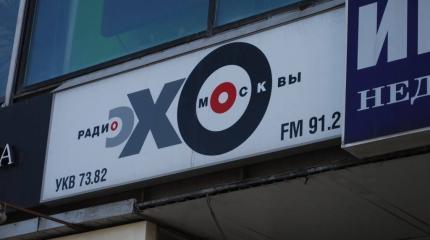 РАДИО ЭХО МОСКВЫ
УКВ 73.82
FM 91.2
НЕД
А